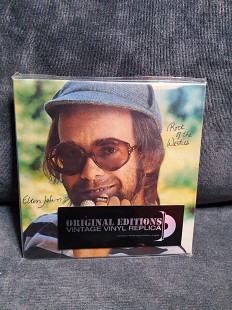 Rock
of the
Westies
Elton John
ORIGINAL EDITIONS
VINTAGE VINYL REPLICA